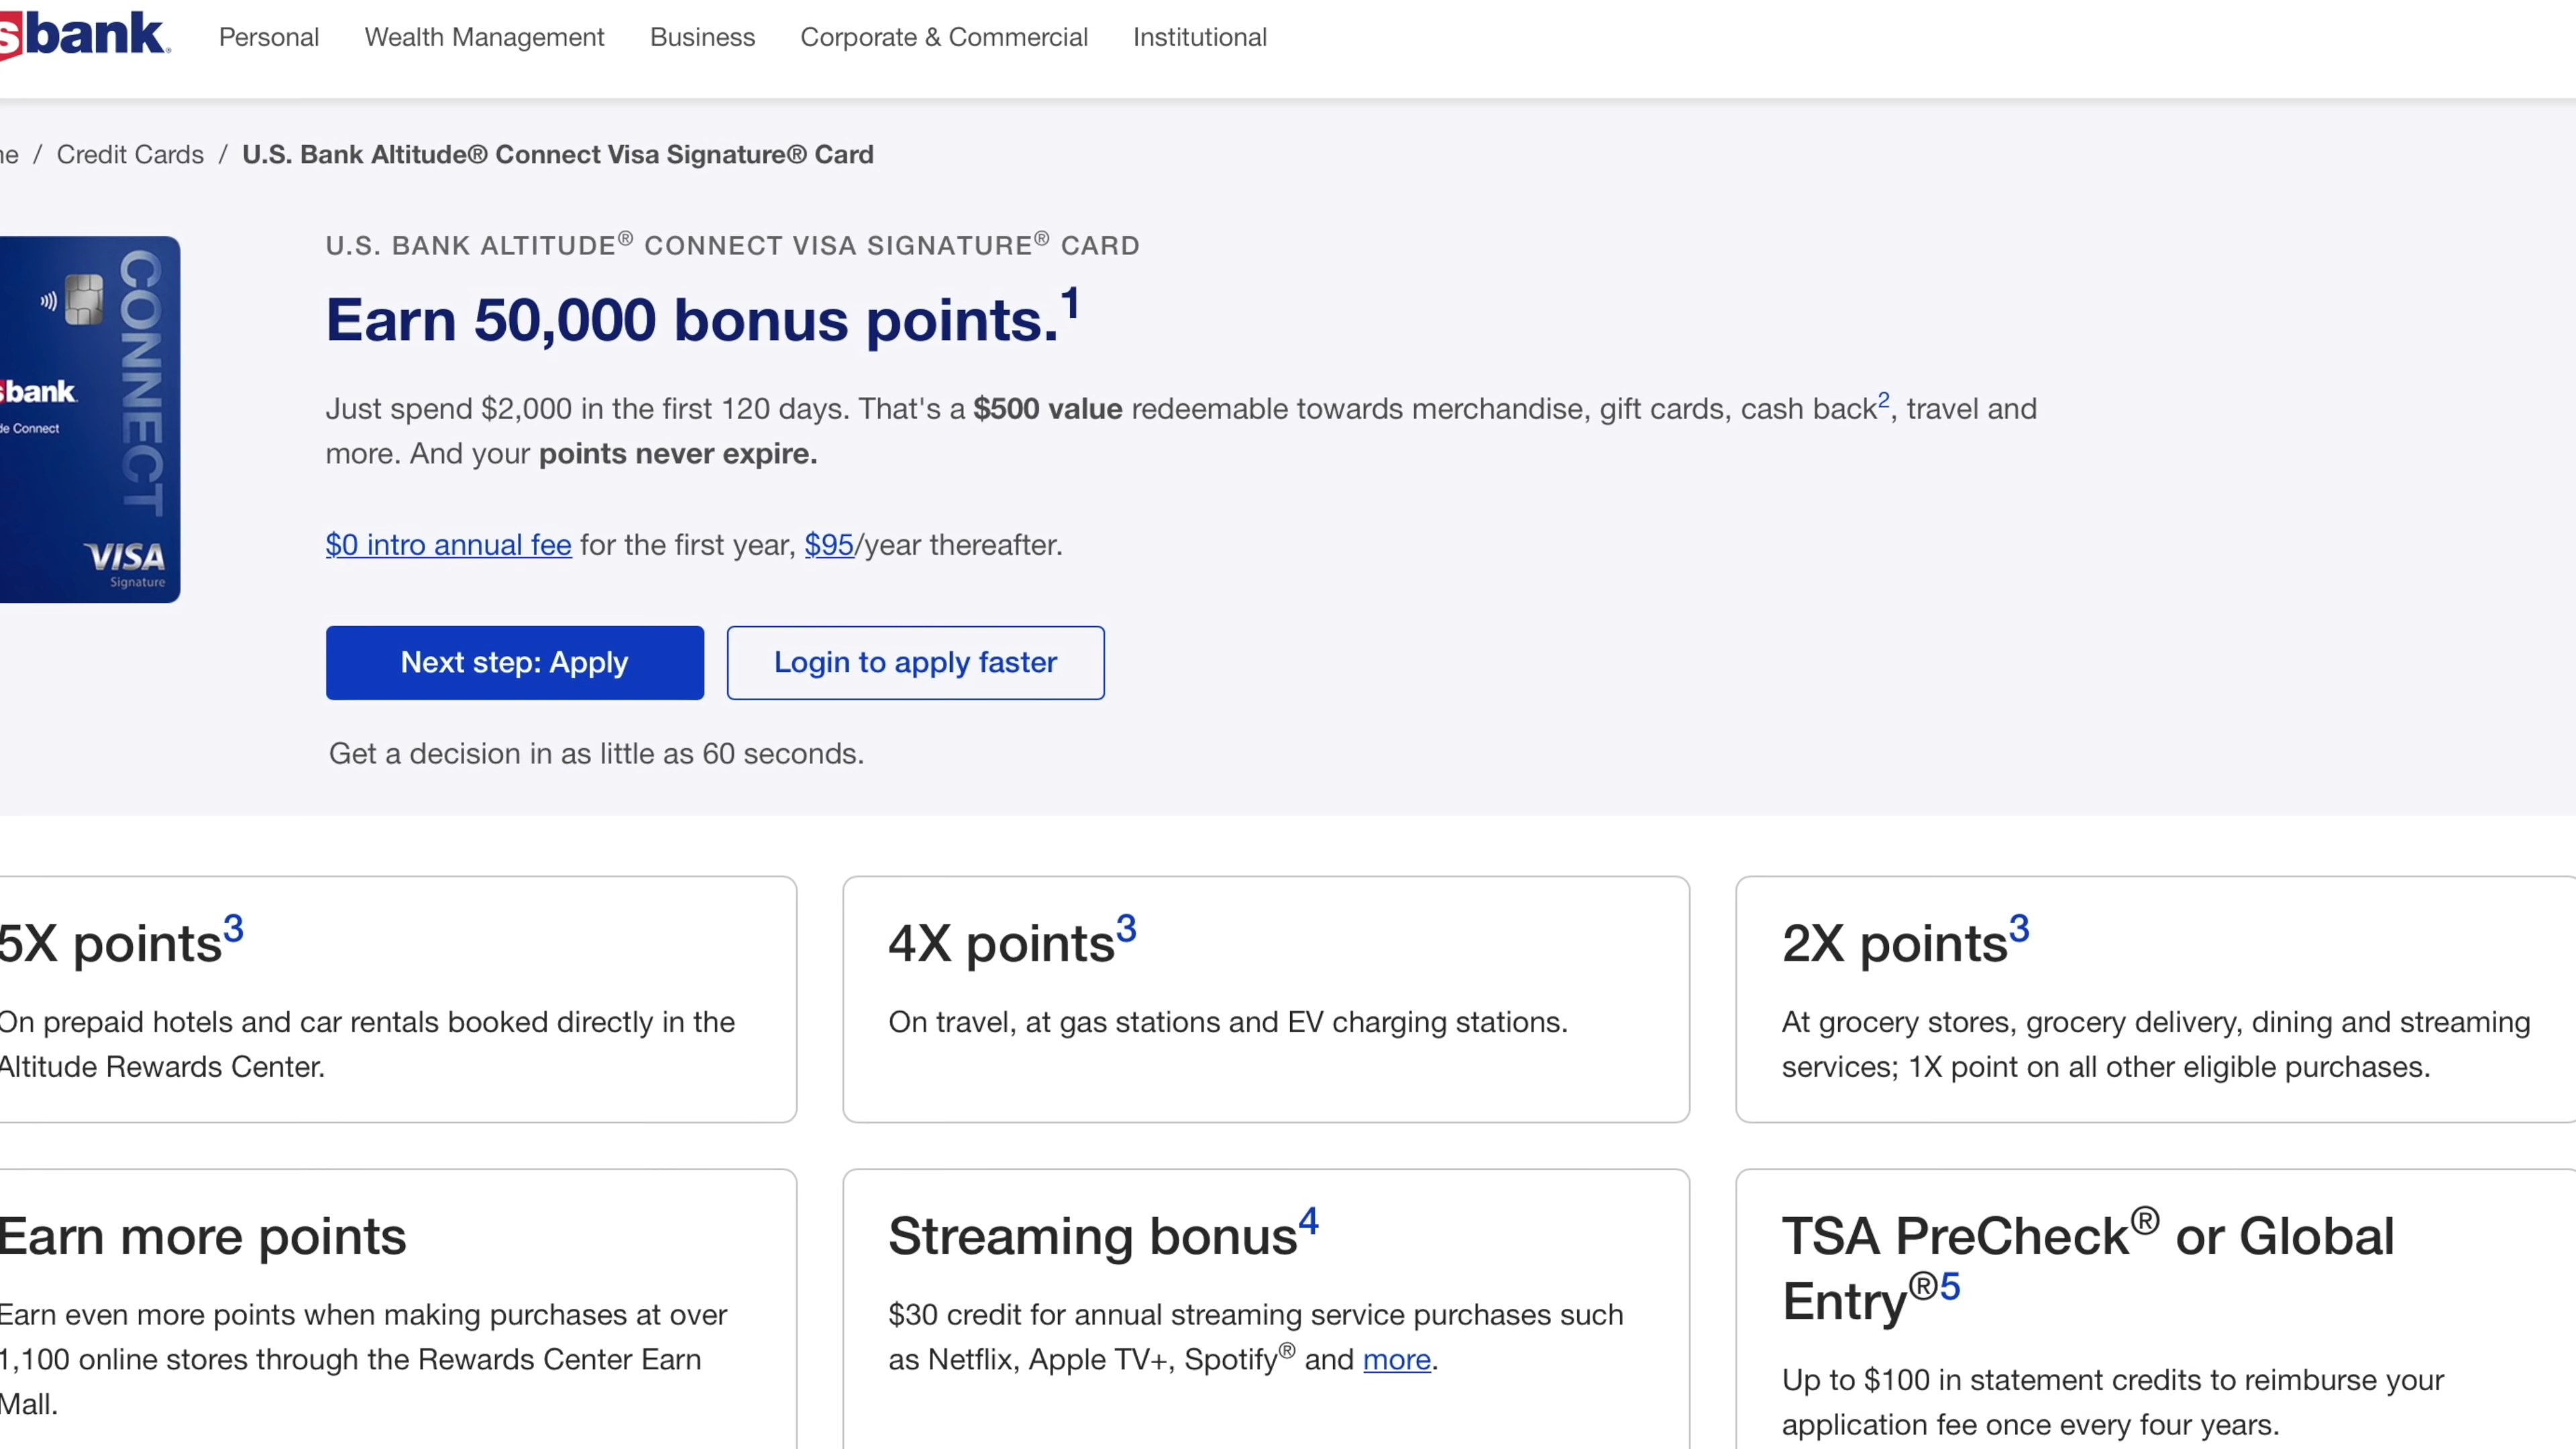 sbank
Personal Wealth Management Business Corporate & Commercial Institutional
/ Credit Cards / U.S. Bank Altitude® Connect Visa Signature® Card
U.S. BANK ALTITUDE® CONNECT VISA SIGNATURE® CARD
Earn 50,000 bonus points.1
Just spend $2,000 in the first 120 days. That's a $500 value redeemable towards merchandise, gift cards, cash back2, travel and
more. And your points never expire.
$0 intro annual fee for the first year, $95/year thereafter.
Next step: Apply Login to apply faster
Get a decision in as little as 60 seconds.
CONNECT
sbank
Connect
VISA
Signature
5X points3
On prepaid hotels and car rentals booked directly in the
Altitude Rewards Center.
4X points3
On travel, at gas stations and EV charging stations.
2X points3
At grocery stores, grocery delivery, dining and streaming
services; 1X point on all other eligible purchases.
Earn more points
Earn even more points when making purchases at over
1,100 online stores through the Rewards Center Earn
Mall.
Streaming bonus4
$30 credit for annual streaming service purchases such
as Netflix, Apple TV+, Spotify® and more.
TSA PreCheck® or Global
Entry®5
Up to $100 in statement credits to reimburse your
application fee once every four years.